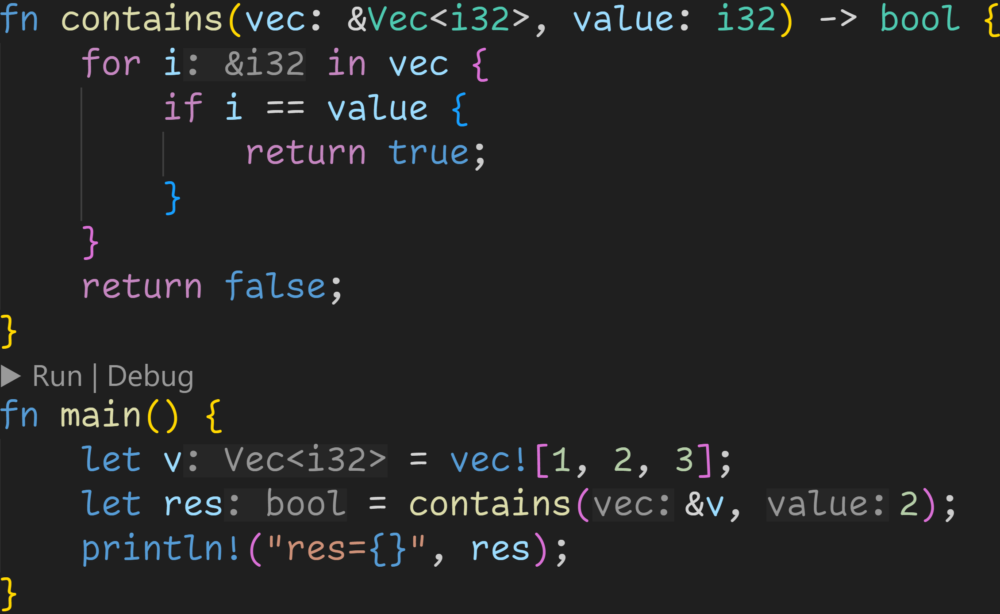 fn contains(vec: &Vec<i32>, value: i32) -> bool {
    for i: &i32 in vec {
        if i == value {
            return true;
        }
    }
    return false;
}
▶ Run | Debug
fn main() {
    let v: Vec<i32> = vec![1, 2, 3];
    let res: bool = contains(vec: &v, value: 2);
    println!("res={}", res);
}